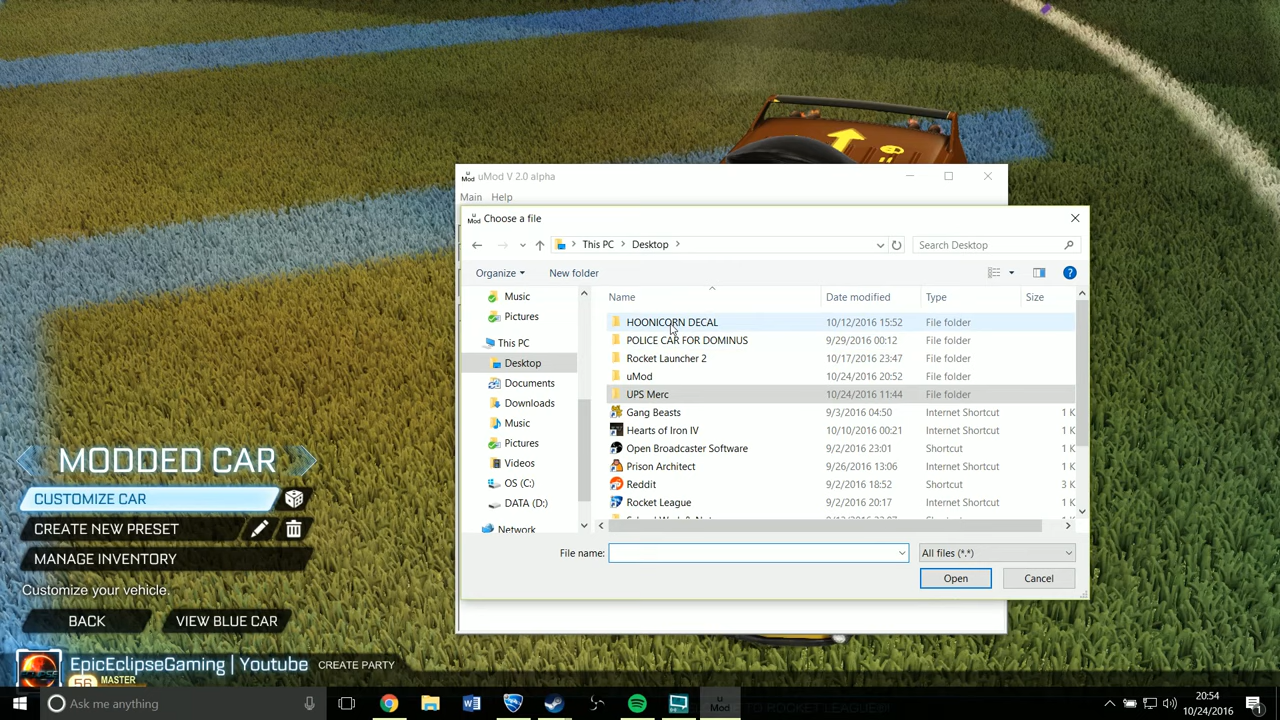 u Mod uMod V 2.0 alpha
Main Help
u Mod Choose a file
This PC > Desktop >
Search Desktop
Organize New folder
Music
Pictures
This PC
Desktop
Documents
Downloads
Music
Pictures
Videos
OS (C:)
DATA (D:)
Network
Name Date modified Type Size
HOONICORN DECAL 10/12/2016 15:52 File folder
POLICE CAR FOR DOMINUS 9/29/2016 00:12 File folder
Rocket Launcher 2 10/17/2016 23:47 File folder
uMod 10/24/2016 20:52 File folder
UPS Merc 10/24/2016 11:44 File folder
Gang Beasts 9/3/2016 04:50 Internet Shortcut 1 K
Hearts of Iron IV 10/10/2016 00:21 Internet Shortcut 1 K
Open Broadcaster Software 9/2/2016 23:01 Shortcut 2 K
Prison Architect 9/26/2016 13:06 Internet Shortcut 1 K
Reddit 9/2/2016 18:52 Shortcut 3 K
Rocket League 9/2/2016 20:17 Internet Shortcut 1 K
File name:
All files (*.*)
Open Cancel
MODDED CAR
CUSTOMIZE CAR
CREATE NEW PRESET
MANAGE INVENTORY
Customize your vehicle.
BACK VIEW BLUE CAR
EpicEclipseGaming | Youtube CREATE PARTY
56 MASTER
Ask me anything
u Mod
20:54
10/24/2016
1